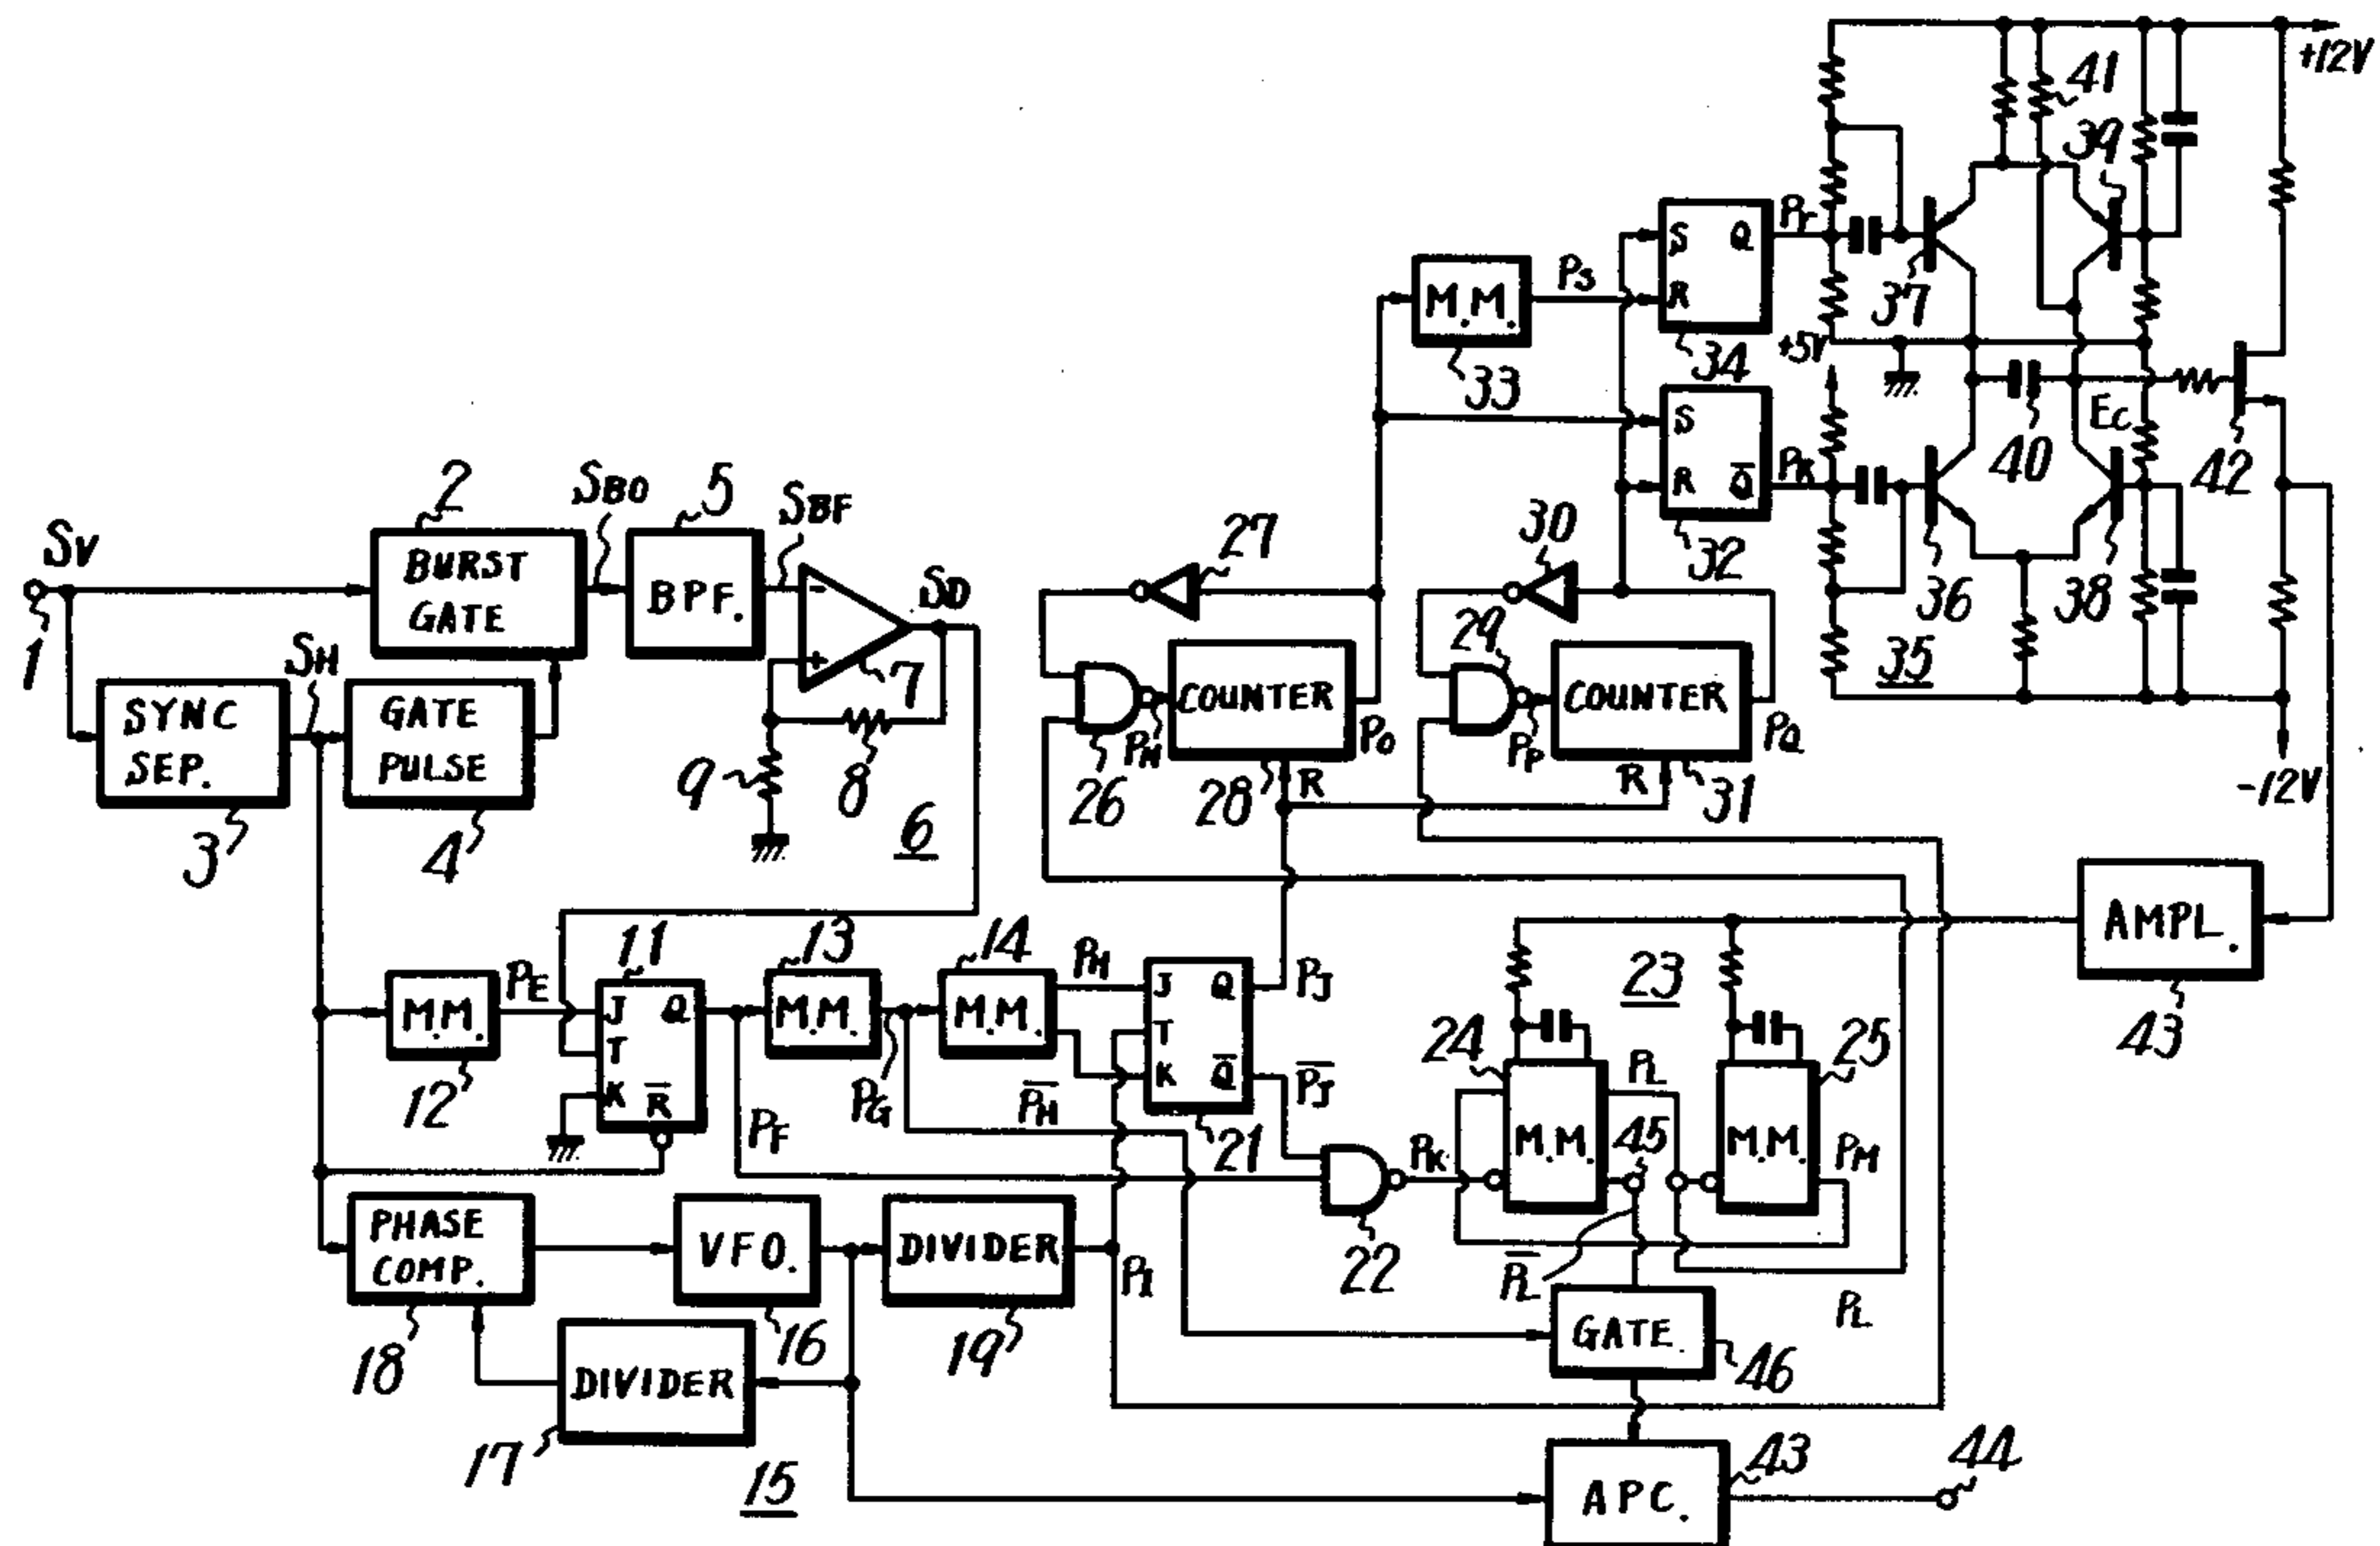 +12V
41
39
S Q
R
Pr
34
M.M.
PS
33
37
+5V
S
R Q̅
PK
32
EC
40
42
36
38
35
-12V
SV
1
2
BURST
GATE
SBO
5
BPF.
SBF
-
+
7
SD
8
9
6
SYNC
SEP.
3
SH
GATE
PULSE
4
27
30
29
26
PN
COUNTER
28
R
PO
PP
COUNTER
R
31
PQ
AMPL.
43
M.M.
12
PE
11
J Q
T
K R̅
PF
13
M.M.
PG
14
M.M.
PH
P̅H̅
J Q
T
K Q̅
21
PJ
P̅J̅
22
PK
23
24
M.M.
PL
45
25
M.M.
PM
P̅L̅
PL
PHASE
COMP.
18
VFO.
16
DIVIDER
19
PI
DIVIDER
17
15
GATE
46
APC.
43
44